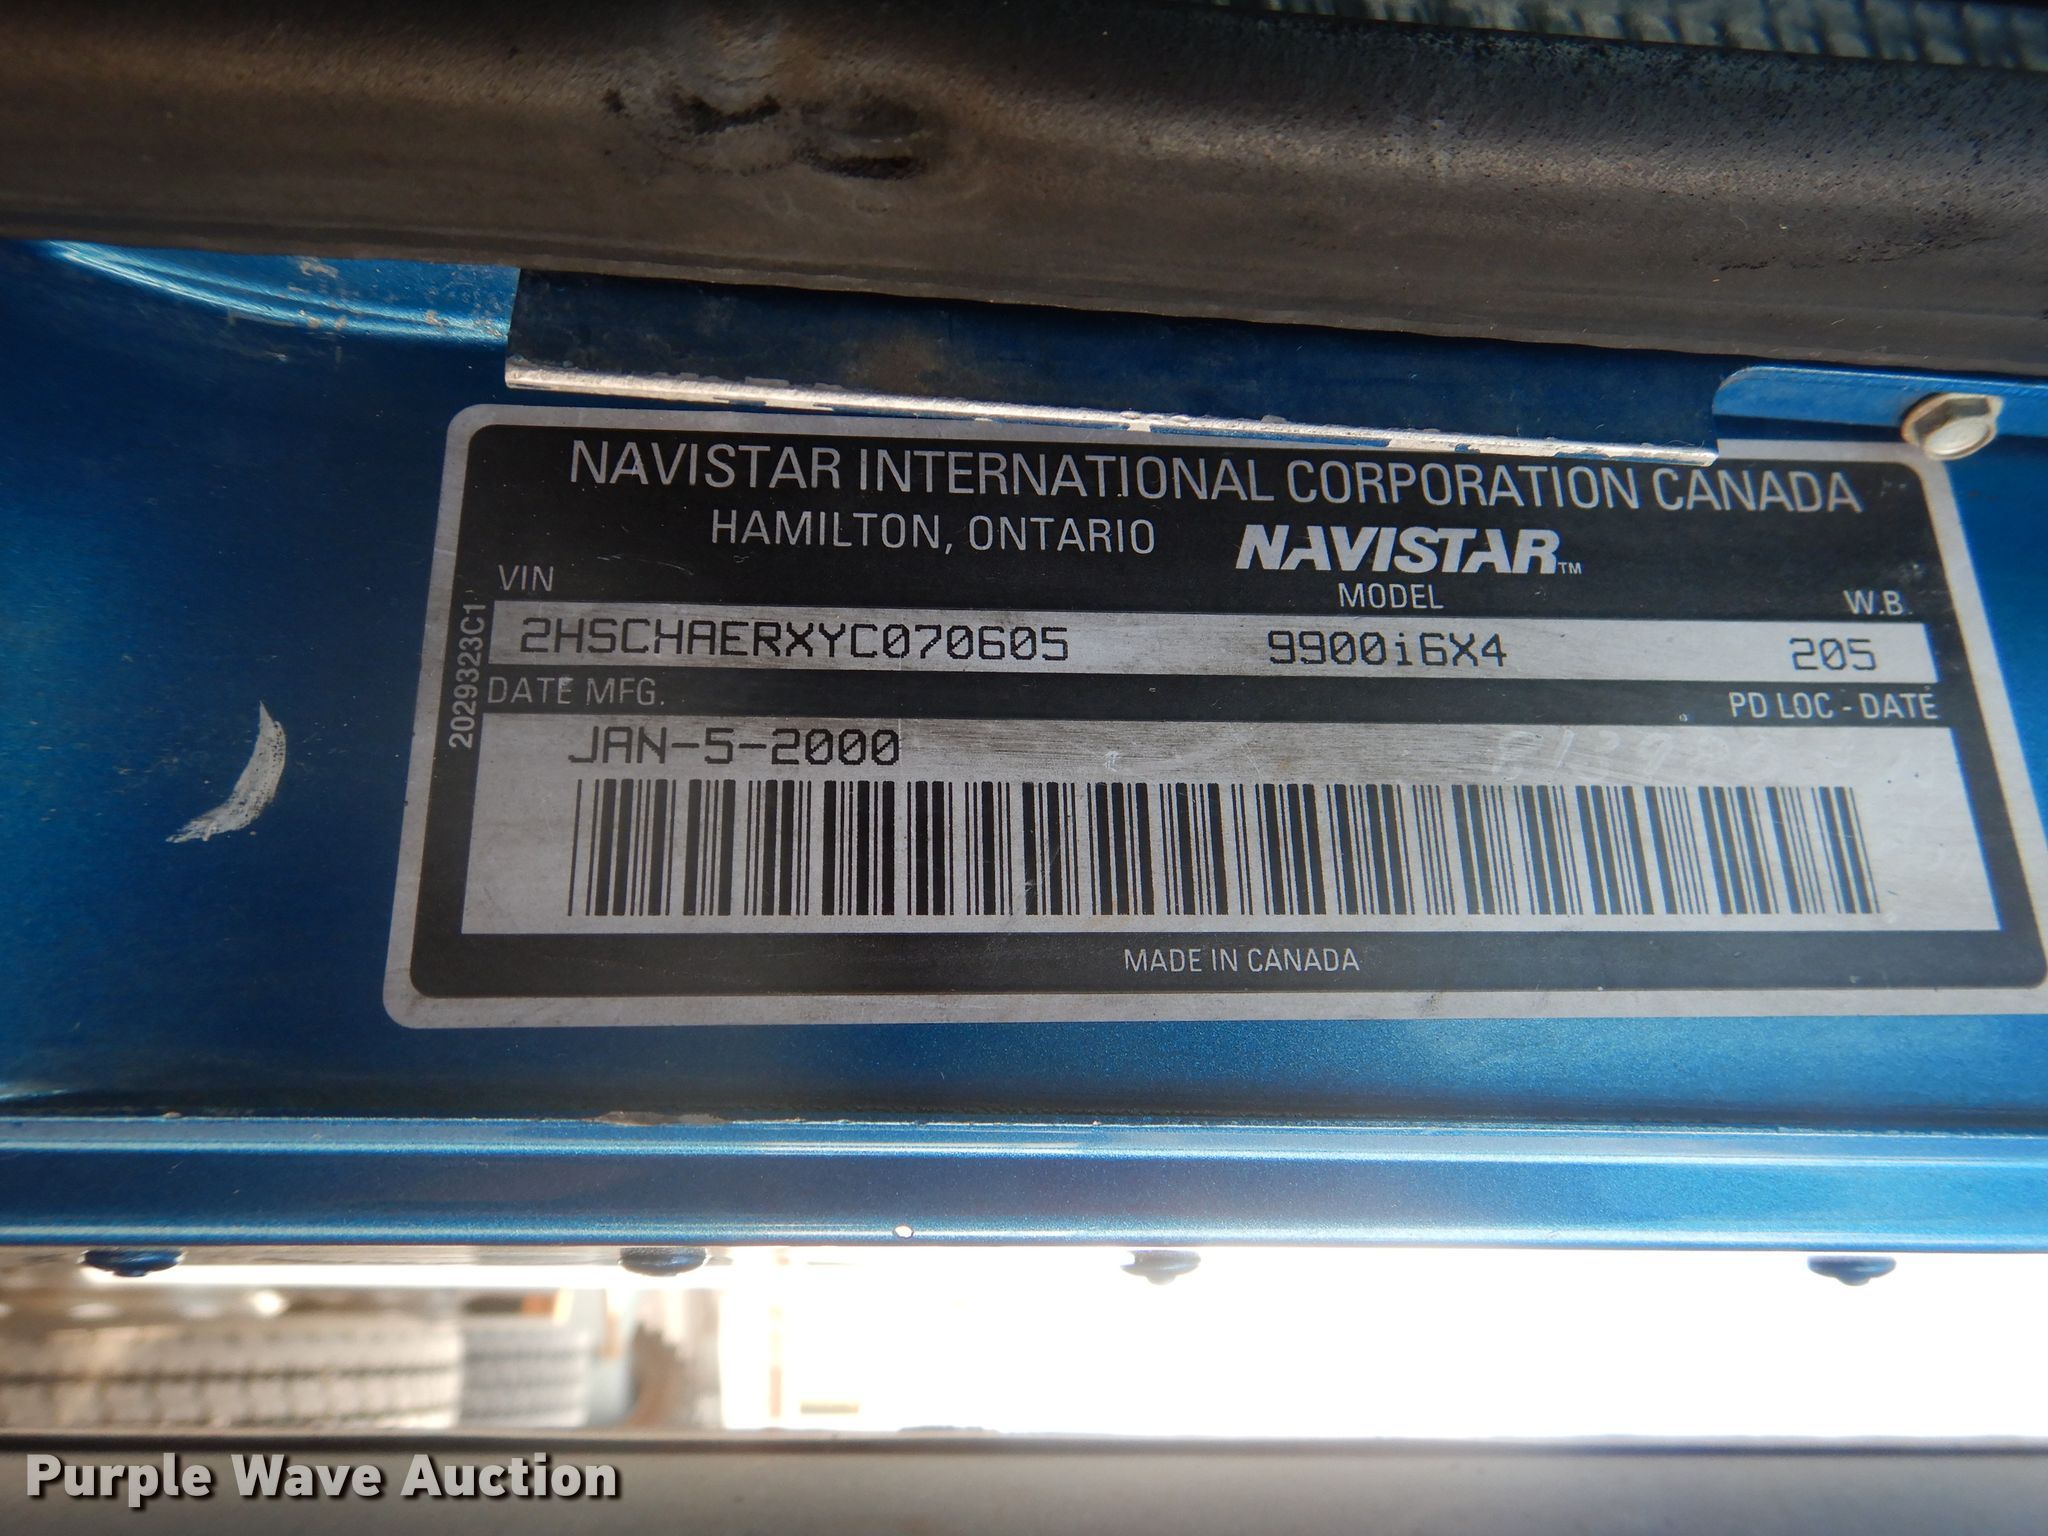 NAVISTAR INTERNATIONAL CORPORATION CANADA
HAMILTON, ONTARIO NAVISTAR™
VIN MODEL W.B.
2HSCHAERXYC070605 9900i6X4 205
DATE MFG. PD LOC - DATE
JAN-5-2000
MADE IN CANADA
2029323C1
Purple Wave Auction